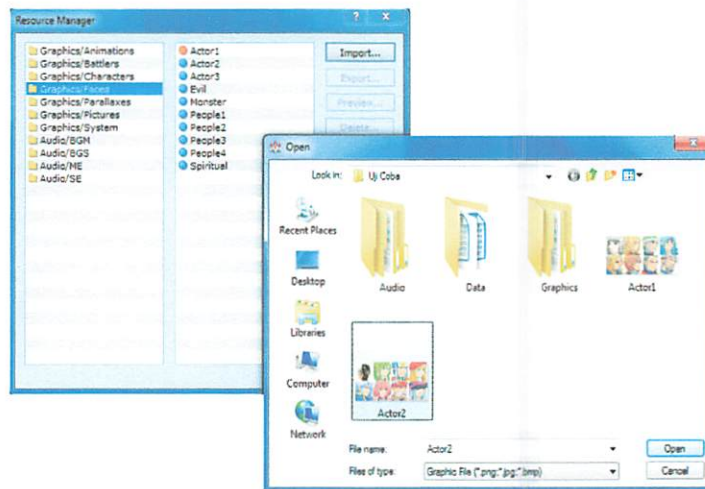 Resource Manager
Graphics/Animations
Graphics/Battlers
Graphics/Characters
Graphics/Faces
Graphics/Parallaxes
Graphics/Pictures
Graphics/System
Audio/BGM
Audio/BGS
Audio/ME
Audio/SE
Actor1
Actor2
Actor3
Evil
Monster
People1
People2
People3
People4
Spiritual
Import...
Export...
Preview...
Delete...
Open
Look in:
Uji Coba
Recent Places
Desktop
Libraries
Computer
Network
Audio
Data
Graphics
Actor1
Actor2
File name:
Actor2
Open
Files of type:
Graphic File (*.png;*.jpg;*.bmp)
Cancel